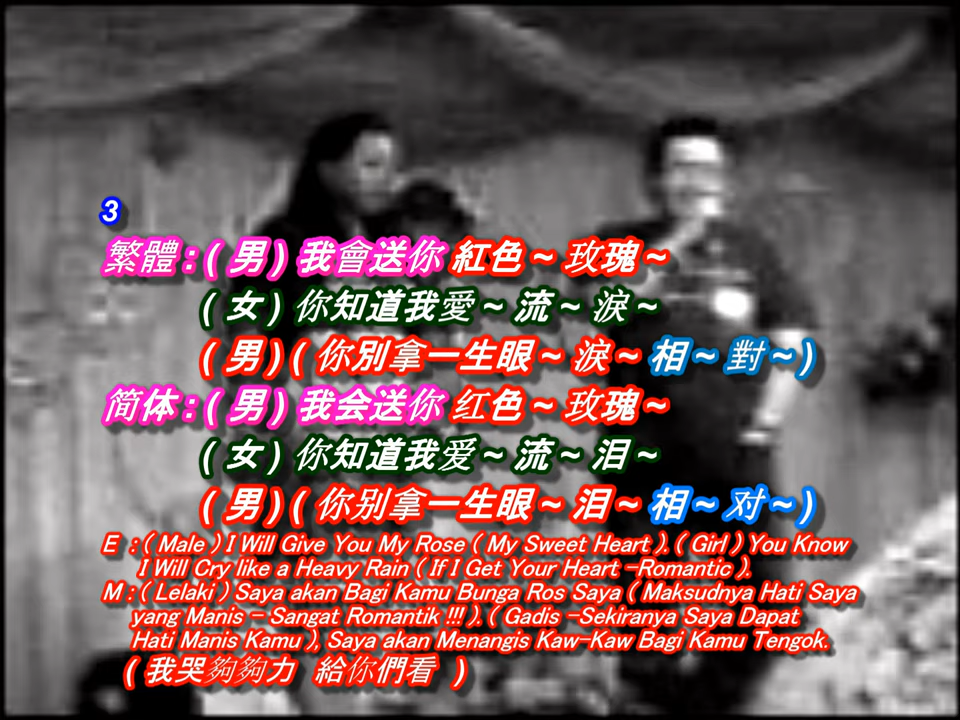 3
繁體 : ( 男 ) 我會送你 紅色 ~ 玫瑰 ~
( 女 ) 你知道我愛 ~ 流 ~ 淚 ~
( 男 ) ( 你別拿一生眼 ~ 淚 ~ 相 ~ 對 ~ )
简体 : ( 男 ) 我会送你 红色 ~ 玫瑰 ~
( 女 ) 你知道我爱 ~ 流 ~ 泪 ~
( 男 ) ( 你别拿一生眼 ~ 泪 ~ 相 ~ 对 ~ )
E : ( Male ) I Will Give You My Rose ( My Sweet Heart ). ( Girl ) You Know
I Will Cry like a Heavy Rain ( If I Get Your Heart -Romantic ).
M : ( Lelaki ) Saya akan Bagi Kamu Bunga Ros Saya ( Maksudnya Hati Saya
yang Manis - Sangat Romantik !!! ). ( Gadis -Sekiranya Saya Dapat
Hati Manis Kamu ), Saya akan Menangis Kaw-Kaw Bagi Kamu Tengok.
( 我哭夠夠力 給你們看 )